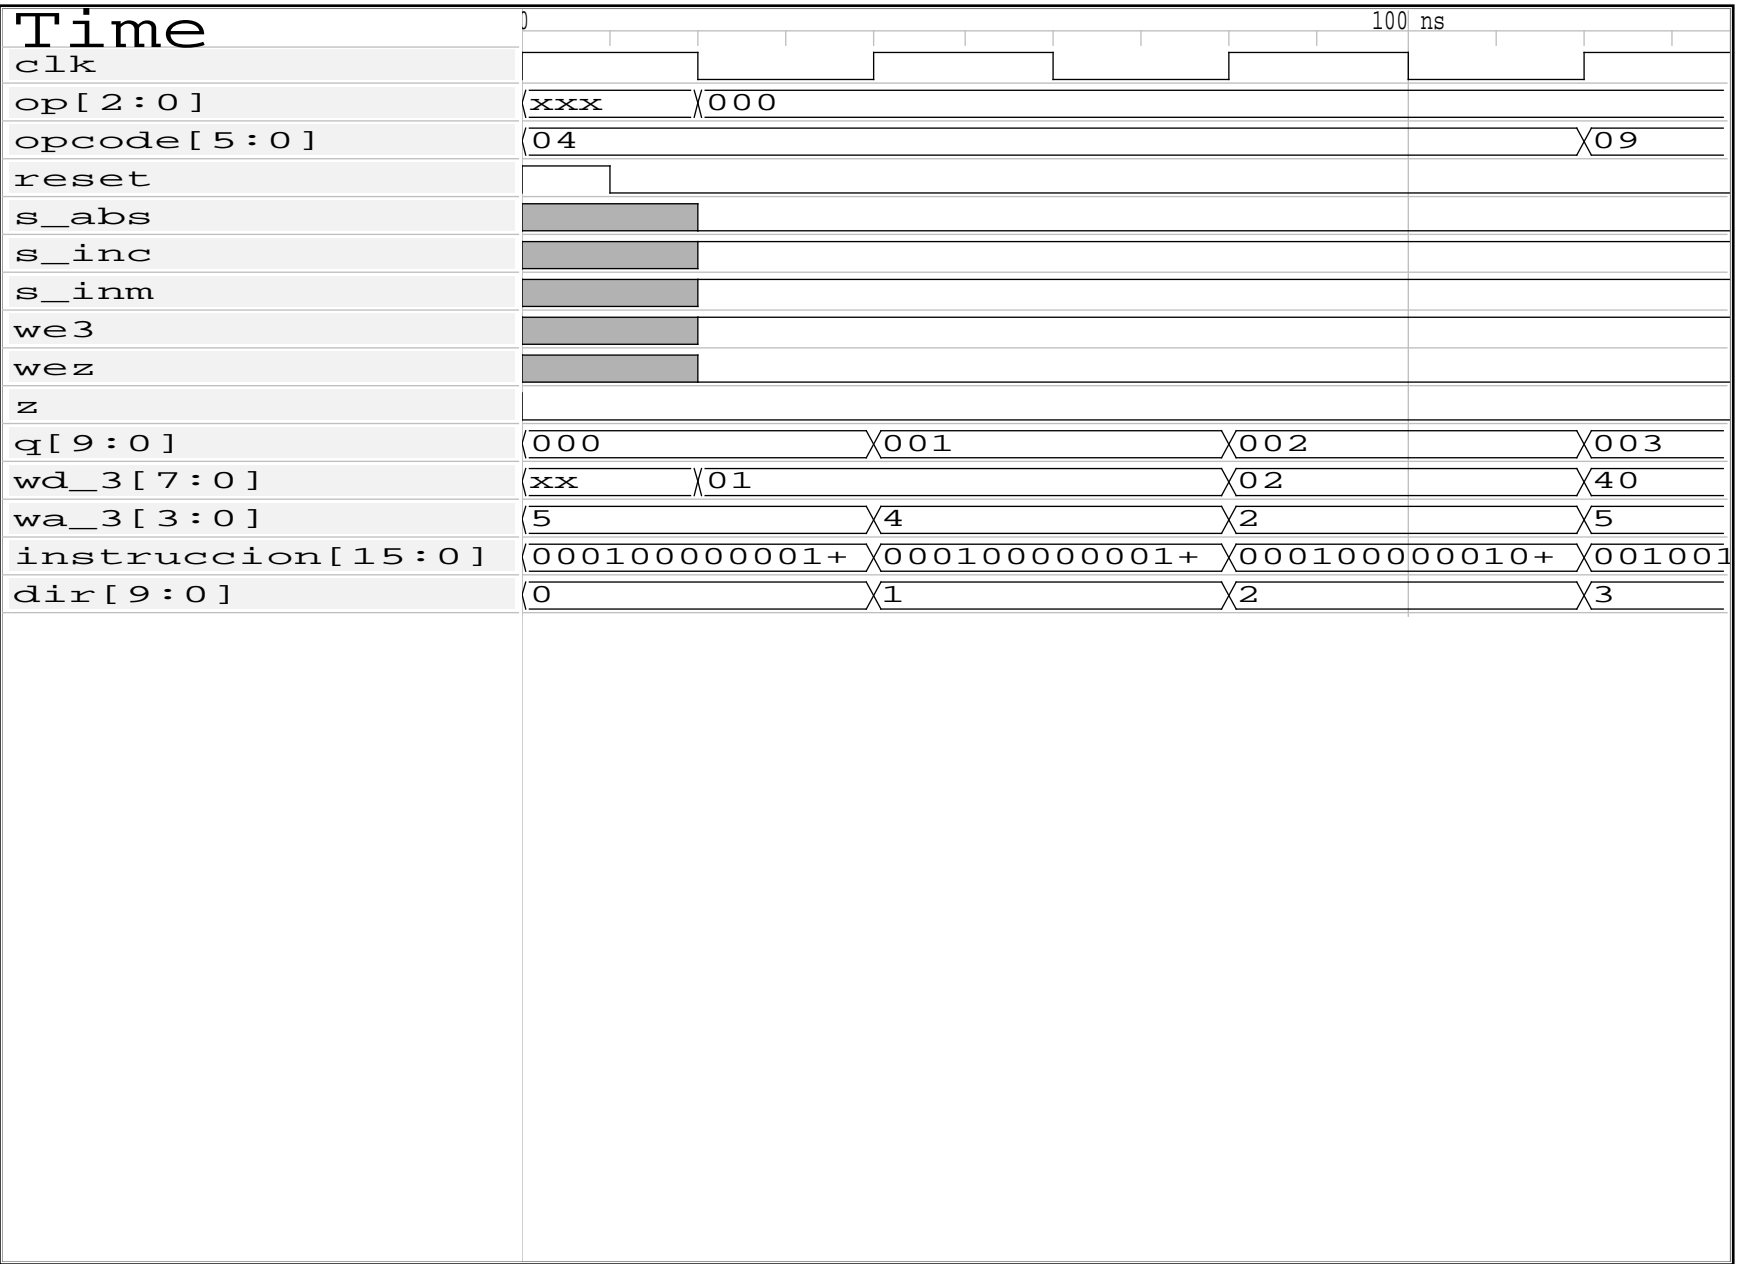 Time 0 100 ns
clk
op[2:0] xxx 000
opcode[5:0] 04 09
reset
s_abs
s_inc
s_inm
we3
wez
z
q[9:0] 000 001 002 003
wd_3[7:0] xx 01 02 40
wa_3[3:0] 5 4 2 5
instruccion[15:0] 000100000001+ 000100000001+ 000100000010+ 001001
dir[9:0] 0 1 2 3